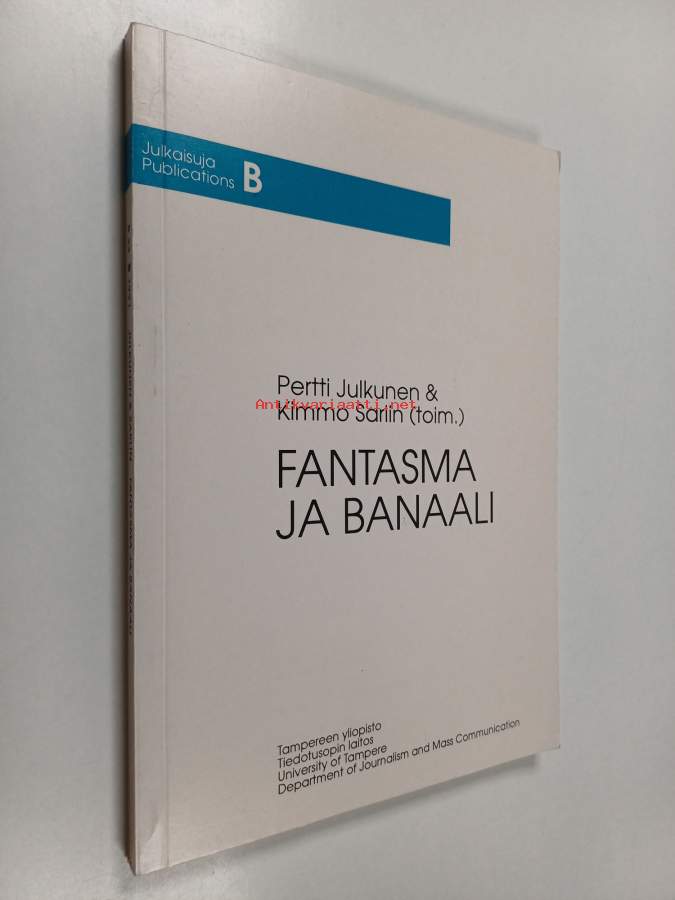 Julkaisuja
Publications B
Pertti Julkunen &
Antikvariaatti.net
Kimmo Sariin (toim.)
FANTASMA
JA BANAALI
Tampereen yliopisto
Tiedotusopin laitos
University of Tampere
Department of Journalism and Mass Communication